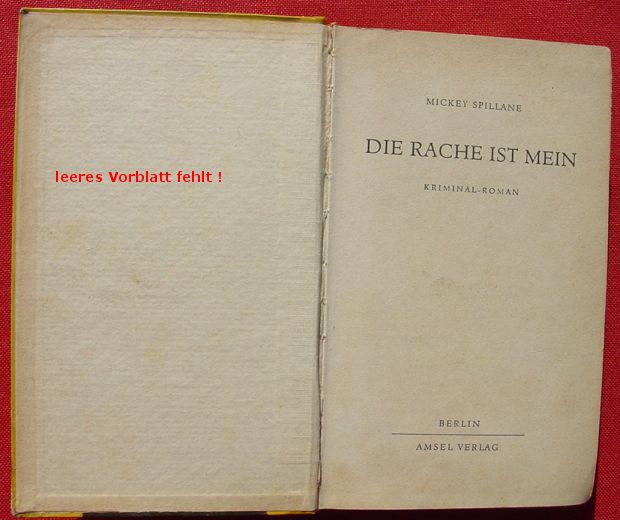 leeres Vorblatt fehlt !
MICKEY SPILLANE
DIE RACHE IST MEIN
KRIMINAL-ROMAN
BERLIN
AMSEL VERLAG